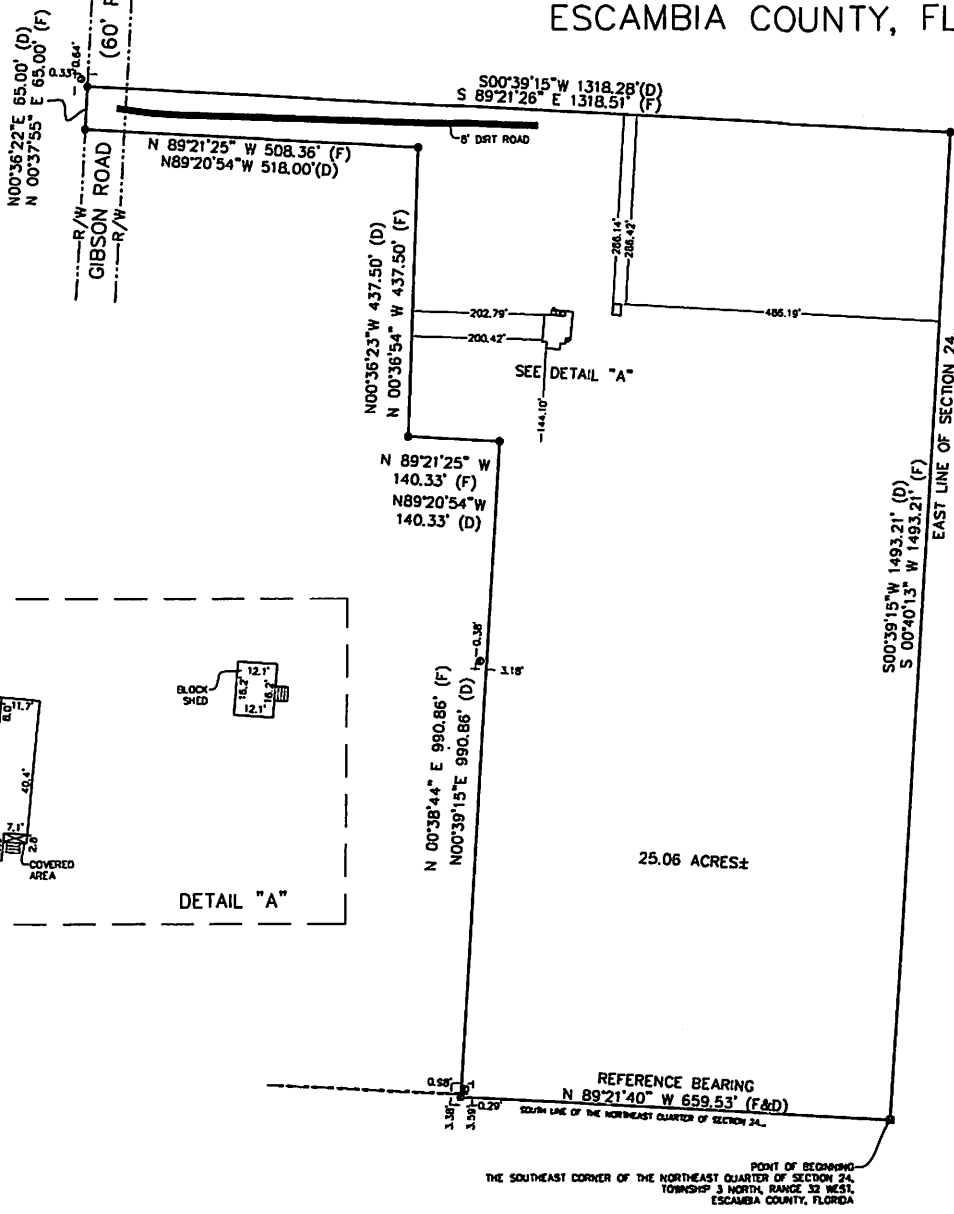 ESCAMBIA COUNTY, FL
N00°36'22"E 65.00' (D)
N 00°37'55" E 65.00' (F)
0.33'
0.64'
(60' R
S00°39'15"W 1318.28'(D)
S 89°21'26" E 1318.51' (F)
8' DIRT ROAD
N 89°21'25" W 508.36' (F)
N89°20'54"W 518.00'(D)
R/W
GIBSON ROAD
R/W
N00°36'23"W 437.50' (D)
N 00°36'54" W 437.50' (F)
286.14'
286.42'
202.79'
200.42'
486.19'
SEE DETAIL "A"
144.10'
EAST LINE OF SECTION 24,
N 89°21'25" W
140.33' (F)
N89°20'54"W
140.33' (D)
S00°39'15"W 1493.21' (D)
S 00°40'13" W 1493.21' (F)
0.38'
3.18'
N 00°38'44" E 990.86' (F)
N00°39'15"E 990.86' (D)
BLOCK
SHED
12.1'
16.2'
16.2'
12.1'
6.0'
11.7'
40.4'
7.1'
2.8'
COVERED
AREA
25.06 ACRES±
DETAIL "A"
0.98'
REFERENCE BEARING
N 89°21'40" W 659.53' (F&D)
0.29'
3.38'
3.59'
SOUTH LINE OF THE NORTHEAST QUARTER OF SECTION 24,
POINT OF BEGINNING
THE SOUTHEAST CORNER OF THE NORTHEAST QUARTER OF SECTION 24,
TOWNSHIP 3 NORTH, RANGE 32 WEST,
ESCAMBIA COUNTY, FLORIDA